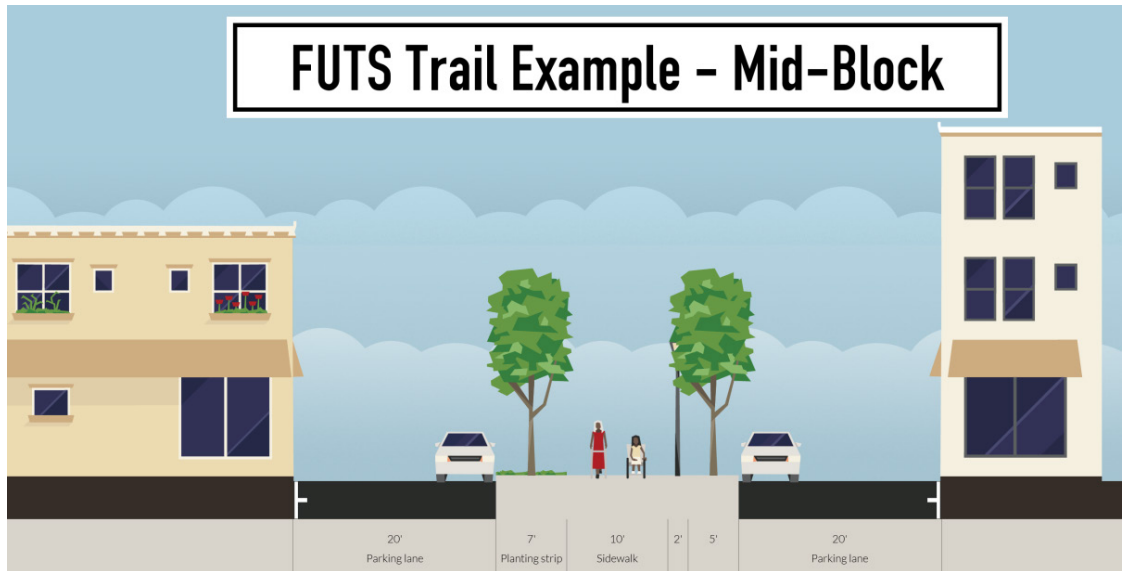 FUTS Trail Example - Mid-Block
20' 7' 10' 2' 5' 20'
Parking lane Planting strip Sidewalk Parking lane